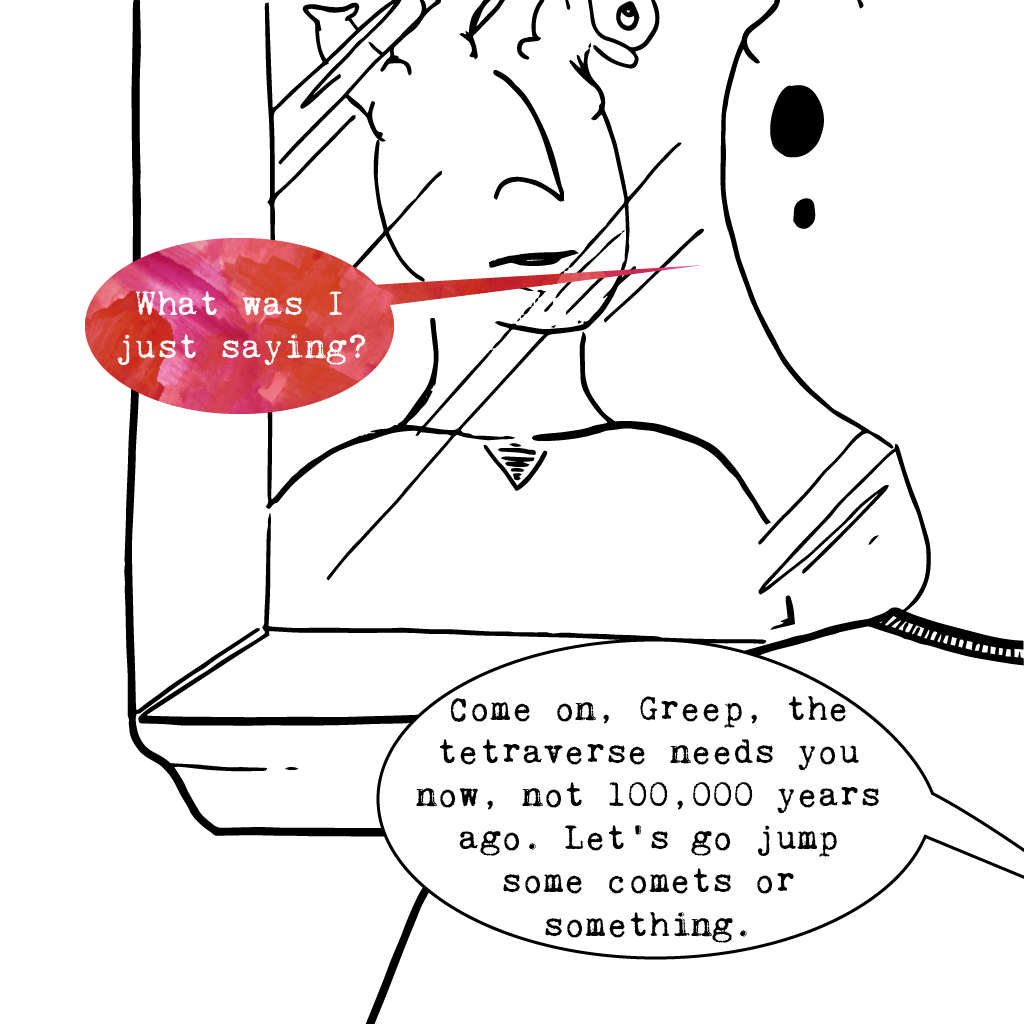 What was I
just saying?
Come on, Greep, the
tetraverse needs you
now, not 100,000 years
ago. Let's go jump
some comets or
something.